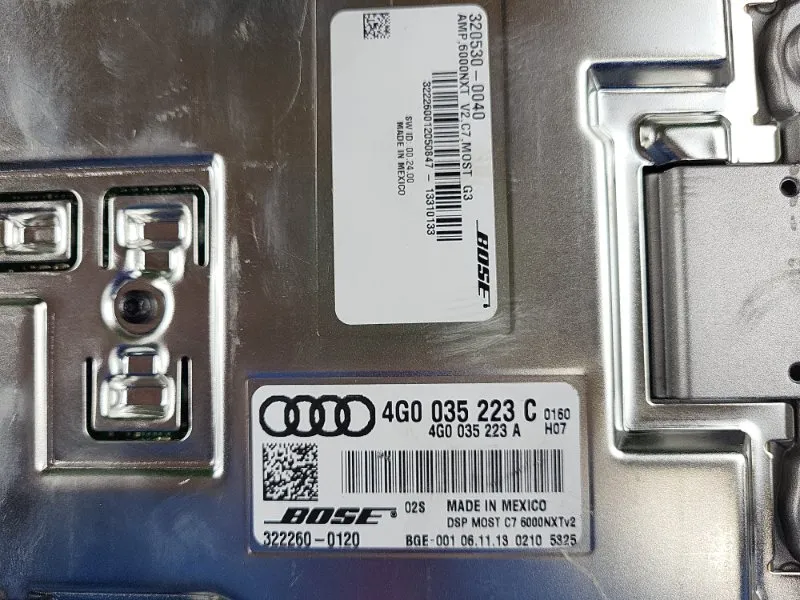 320530-0040
AMP,6000NXT V2,C7,MOST G3
322260012050847 - 13310133
SW ID: 00.24.00
MADE IN MEXICO
BOSE
4G0 035 223 C 0160
4G0 035 223 A H07
02S MADE IN MEXICO
BOSE® DSP MOST C7 6000NXTv2
322260-0120 BGE-001 06.11.13 0210 5325